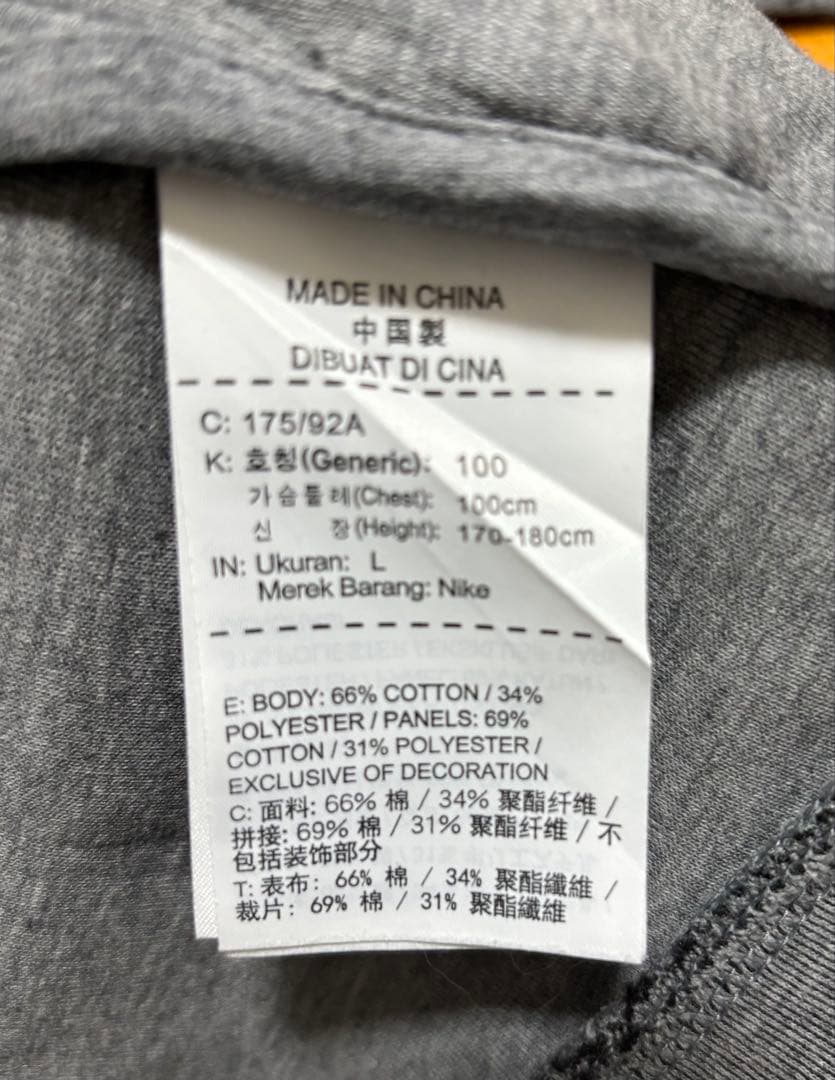 MADE IN CHINA
中国製
DIBUAT DI CINA
C: 175/92A
K: 호칭(Generic): 100
가슴둘레(Chest): 100cm
신 장(Height): 170-180cm
IN: Ukuran: L
Merek Barang: Nike
E: BODY: 66% COTTON / 34%
POLYESTER / PANELS: 69%
COTTON / 31% POLYESTER /
EXCLUSIVE OF DECORATION
C: 面料: 66% 棉 / 34% 聚酯纤维 /
拼接: 69% 棉 / 31% 聚酯纤维 / 不
包括装饰部分
T: 表布: 66% 棉 / 34% 聚酯纖維 /
裁片: 69% 棉 / 31% 聚酯纖維